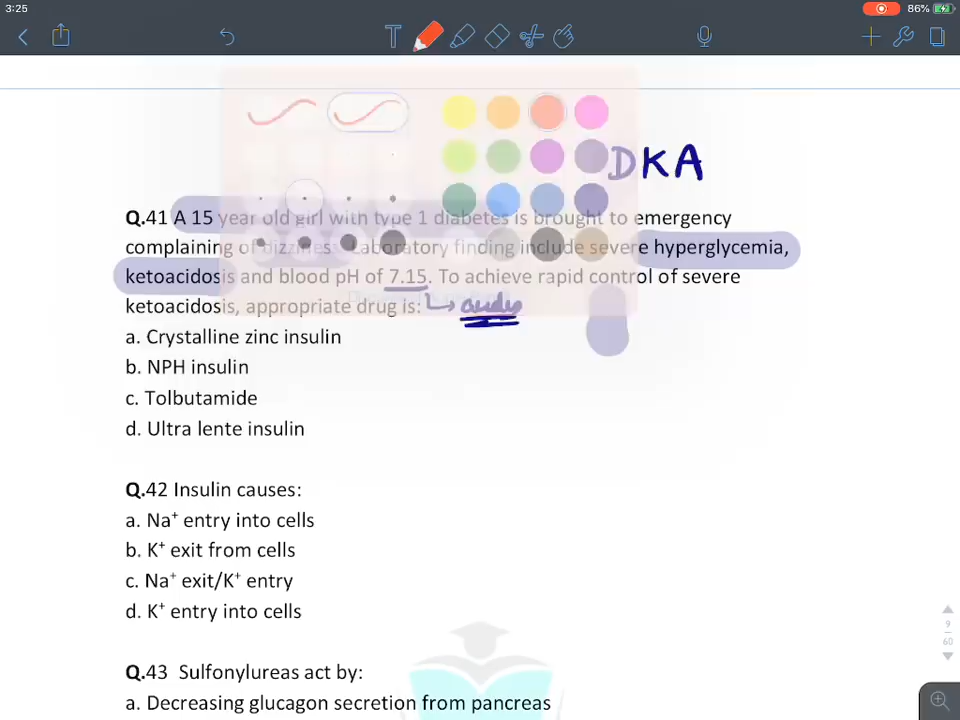 3:25
86%
T
DKA
Q.41 A 15 year old girl with type 1 diabetes is brought to emergency
complaining of dizziness Laboratory finding include severe hyperglycemia,
ketoacidosis and blood pH of 7.15. To achieve rapid control of severe
ketoacidosis, appropriate drug is:
a. Crystalline zinc insulin
b. NPH insulin
c. Tolbutamide
d. Ultra lente insulin
Q.42 Insulin causes:
a. Na⁺ entry into cells
b. K⁺ exit from cells
c. Na⁺ exit/K⁺ entry
d. K⁺ entry into cells
9
60
Q.43 Sulfonylureas act by:
a. Decreasing glucagon secretion from pancreas